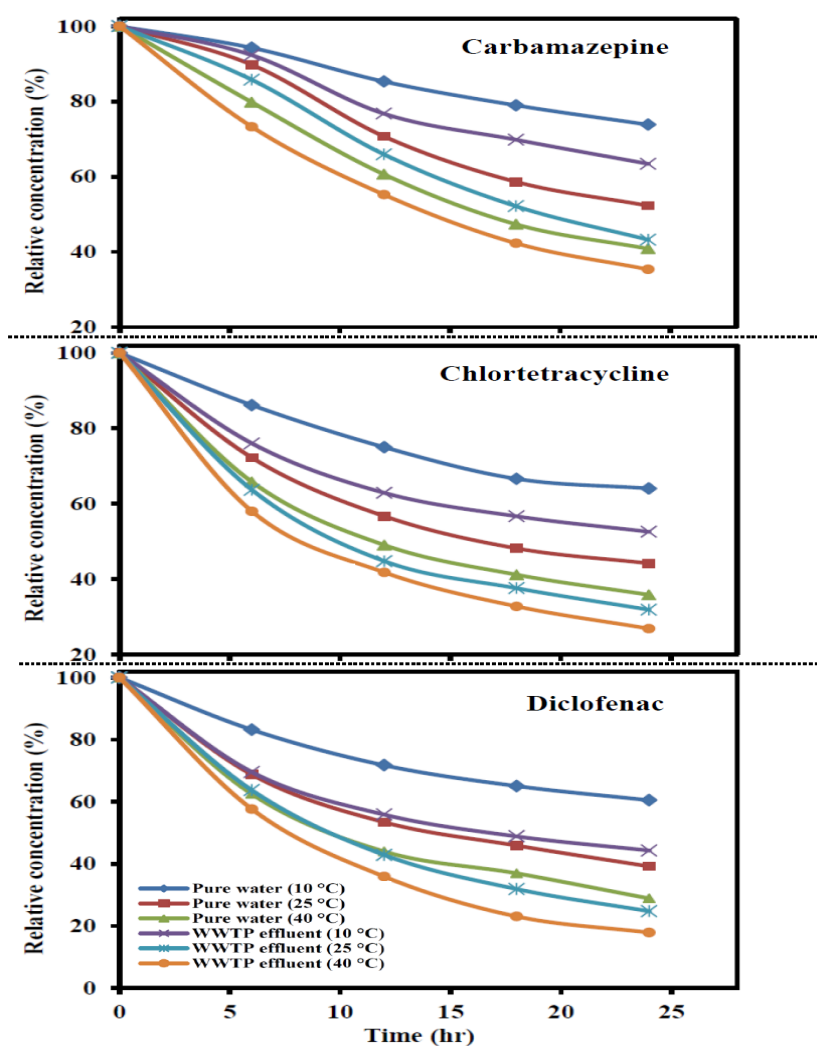 Carbamazepine
Relative concentration (%)
100
80
60
40
20
Chlortetracycline
Relative concentration (%)
100
80
60
40
20
Diclofenac
Relative concentration (%)
100
80
60
40
20
0
Pure water (10 °C)
Pure water (25 °C)
Pure water (40 °C)
WWTP effluent (10 °C)
WWTP effluent (25 °C)
WWTP effluent (40 °C)
0 5 10 15 20 25
Time (hr)